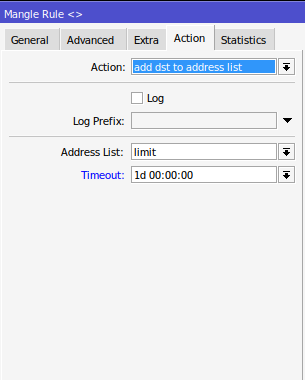 Mangle Rule <>
General Advanced Extra Action Statistics
Action: add dst to address list
Log
Log Prefix:
Address List: limit
Timeout: 1d 00:00:00